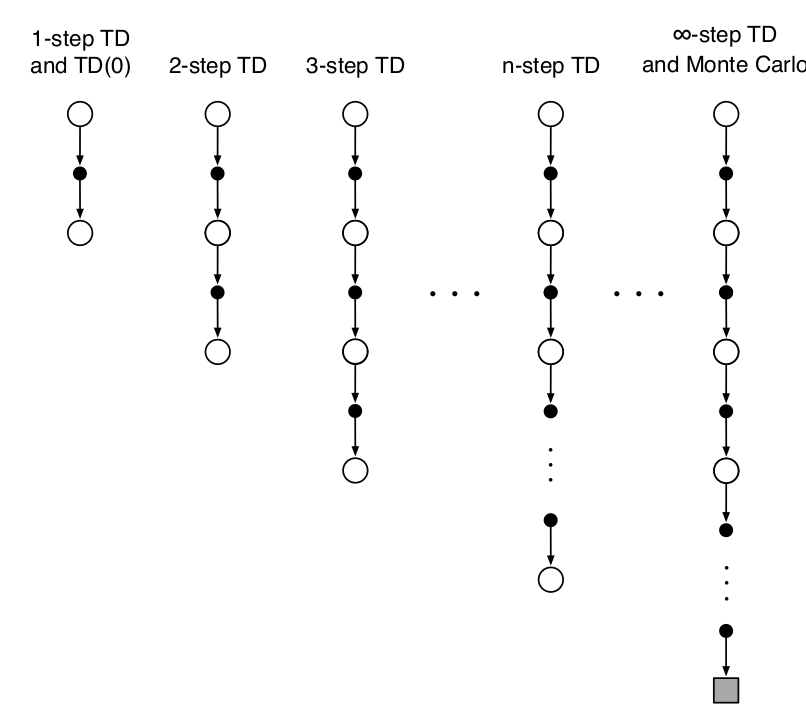 1-step TD
and TD(0)
2-step TD
3-step TD
n-step TD
∞-step TD
and Monte Carlo